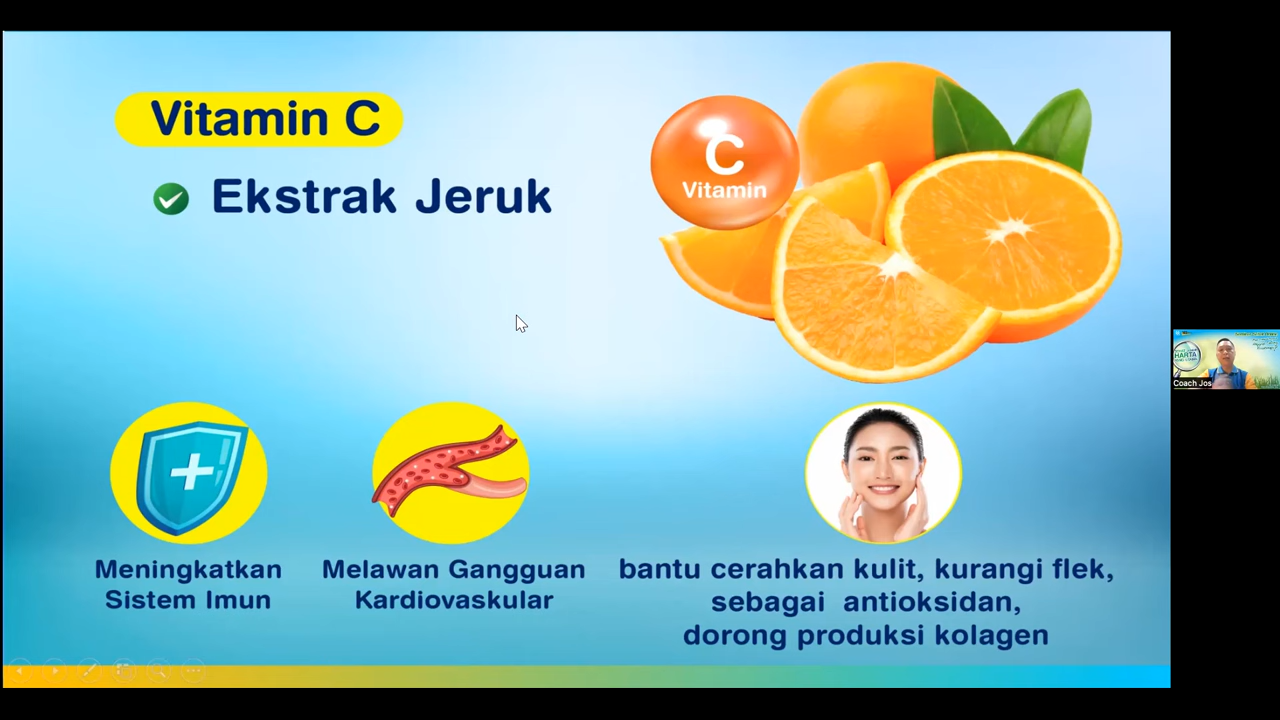 Vitamin C
Ekstrak Jeruk
C
Vitamin
Meningkatkan
Sistem Imun
Melawan Gangguan
Kardiovaskular
bantu cerahkan kulit, kurangi flek,
sebagai antioksidan,
dorong produksi kolagen
HARTA
Coach Jos